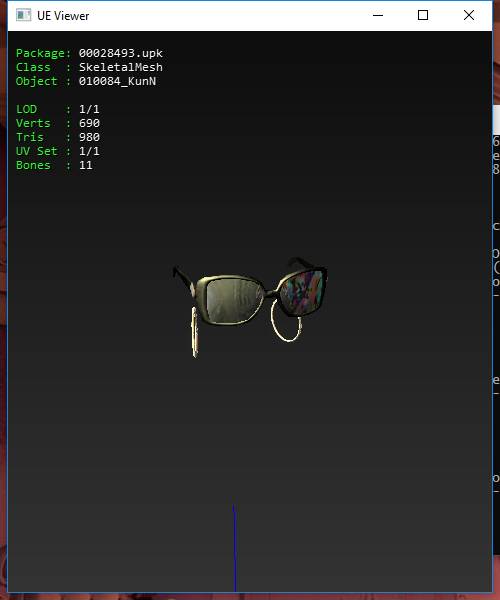 UE Viewer
Package: 00028493.upk
Class : SkeletalMesh
Object : 010084_KunN
LOD : 1/1
Verts : 690
Tris : 980
UV Set : 1/1
Bones : 11